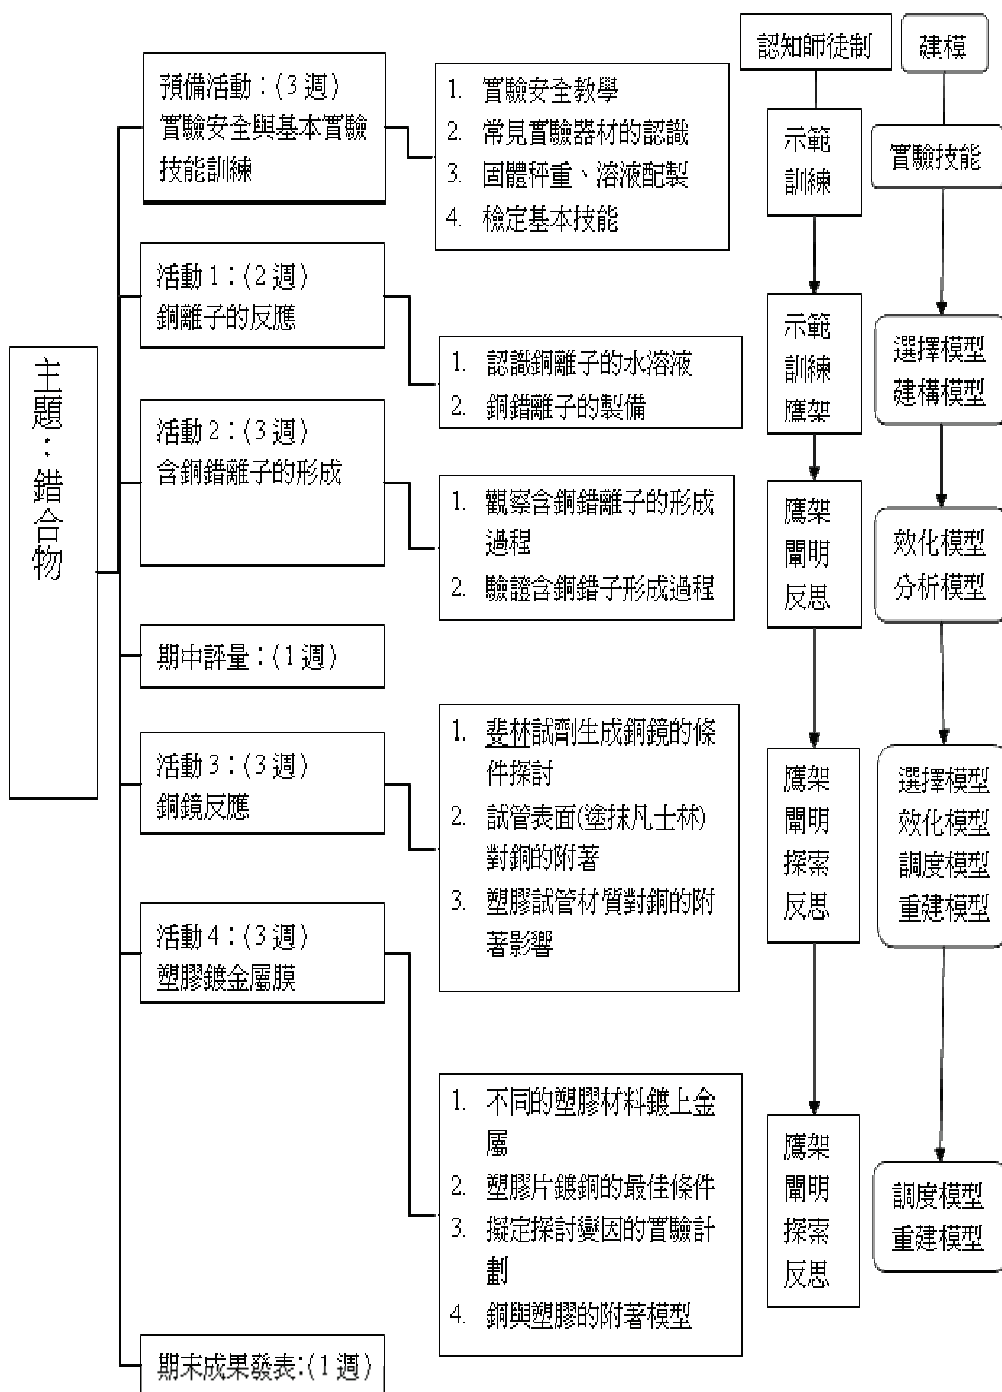 認知師徒制
建模
預備活動：(3 週)
實驗安全與基本實驗
技能訓練
1. 實驗安全教學
2. 常見實驗器材的認識
3. 固體秤重、溶液配製
4. 檢定基本技能
示範
訓練
實驗技能
活動 1：(2 週)
銅離子的反應
1. 認識銅離子的水溶液
2. 銅錯離子的製備
示範
訓練
鷹架
選擇模型
建構模型
主題：錯合物
活動 2：(3 週)
含銅錯離子的形成
1. 觀察含銅錯離子的形成
過程
2. 驗證含銅錯子形成過程
鷹架
闡明
反思
效化模型
分析模型
期中評量：(1 週)
活動 3：(3 週)
銅鏡反應
1. 斐林試劑生成銅鏡的條
件探討
2. 試管表面(塗抹凡士林)
對銅的附著
3. 塑膠試管材質對銅的附
著影響
鷹架
闡明
探索
反思
選擇模型
效化模型
調度模型
重建模型
活動 4：(3 週)
塑膠鍍金屬膜
1. 不同的塑膠材料鍍上金
屬
2. 塑膠片鍍銅的最佳條件
3. 擬定探討變因的實驗計
劃
4. 銅與塑膠的附著模型
鷹架
闡明
探索
反思
調度模型
重建模型
期末成果發表:(1 週)